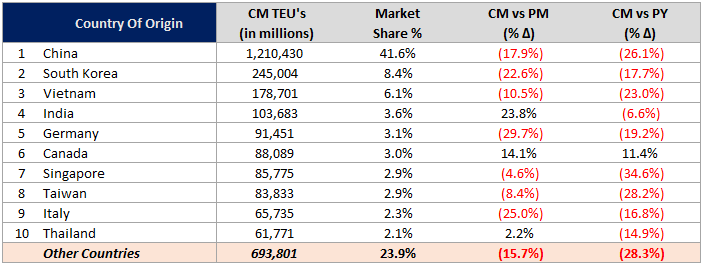 Country Of Origin CM TEU's (in millions) Market Share % CM vs PM (% Δ) CM vs PY (% Δ)
1 China 1,210,430 41.6% (17.9%) (26.1%)
2 South Korea 245,004 8.4% (22.6%) (17.7%)
3 Vietnam 178,701 6.1% (10.5%) (23.0%)
4 India 103,683 3.6% 23.8% (6.6%)
5 Germany 91,451 3.1% (29.7%) (19.2%)
6 Canada 88,089 3.0% 14.1% 11.4%
7 Singapore 85,775 2.9% (4.6%) (34.6%)
8 Taiwan 83,833 2.9% (8.4%) (28.2%)
9 Italy 65,735 2.3% (25.0%) (16.8%)
10 Thailand 61,771 2.1% 2.2% (14.9%)
Other Countries 693,801 23.9% (15.7%) (28.3%)